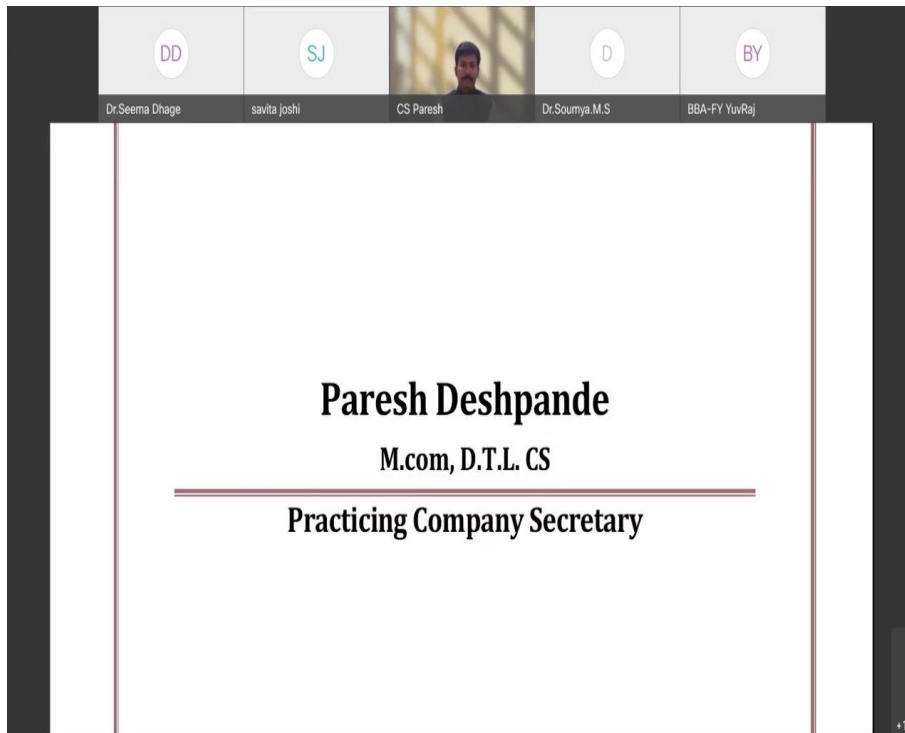 DD
SJ
D
BY
Dr.Seema Dhage
savita joshi
CS Paresh
Dr.Soumya.M.S
BBA-FY YuvRaj
Paresh Deshpande
M.com, D.T.L. CS
Practicing Company Secretary